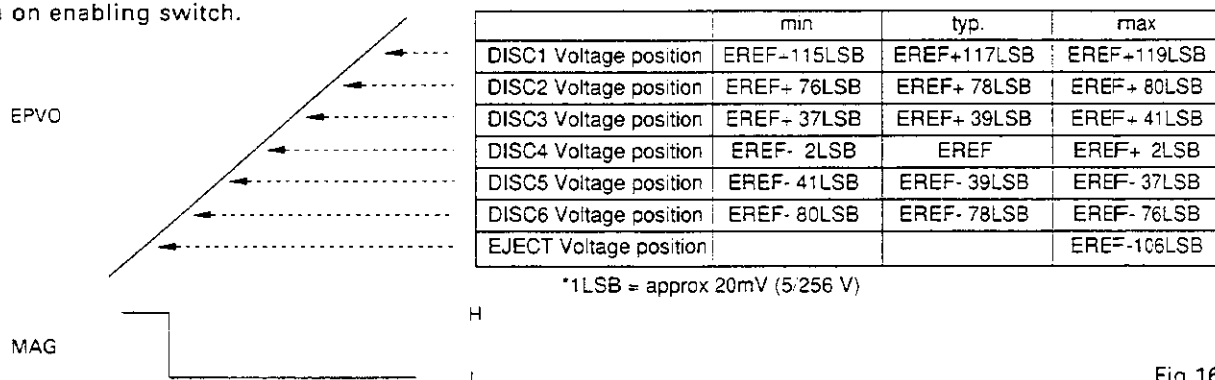 on enabling switch.
min typ. max
DISC1 Voltage position EREF+115LSB EREF+117LSB EREF+119LSB
DISC2 Voltage position EREF+ 76LSB EREF+ 78LSB EREF+ 80LSB
EPVO
DISC3 Voltage position EREF+ 37LSB EREF+ 39LSB EREF+ 41LSB
DISC4 Voltage position EREF- 2LSB EREF EREF+ 2LSB
DISC5 Voltage position EREF- 41LSB EREF- 39LSB EREF- 37LSB
DISC6 Voltage position EREF- 80LSB EREF- 78LSB EREF- 76LSB
EJECT Voltage position EREF-106LSB
*1LSB = approx 20mV (5/256 V)
H
MAG
Fig.16